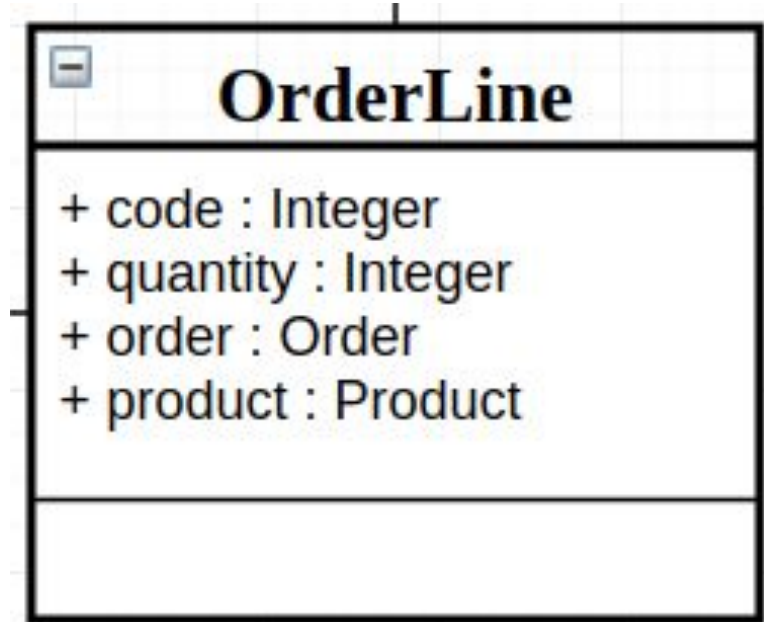 OrderLine
+ code : Integer
+ quantity : Integer
+ order : Order
+ product : Product